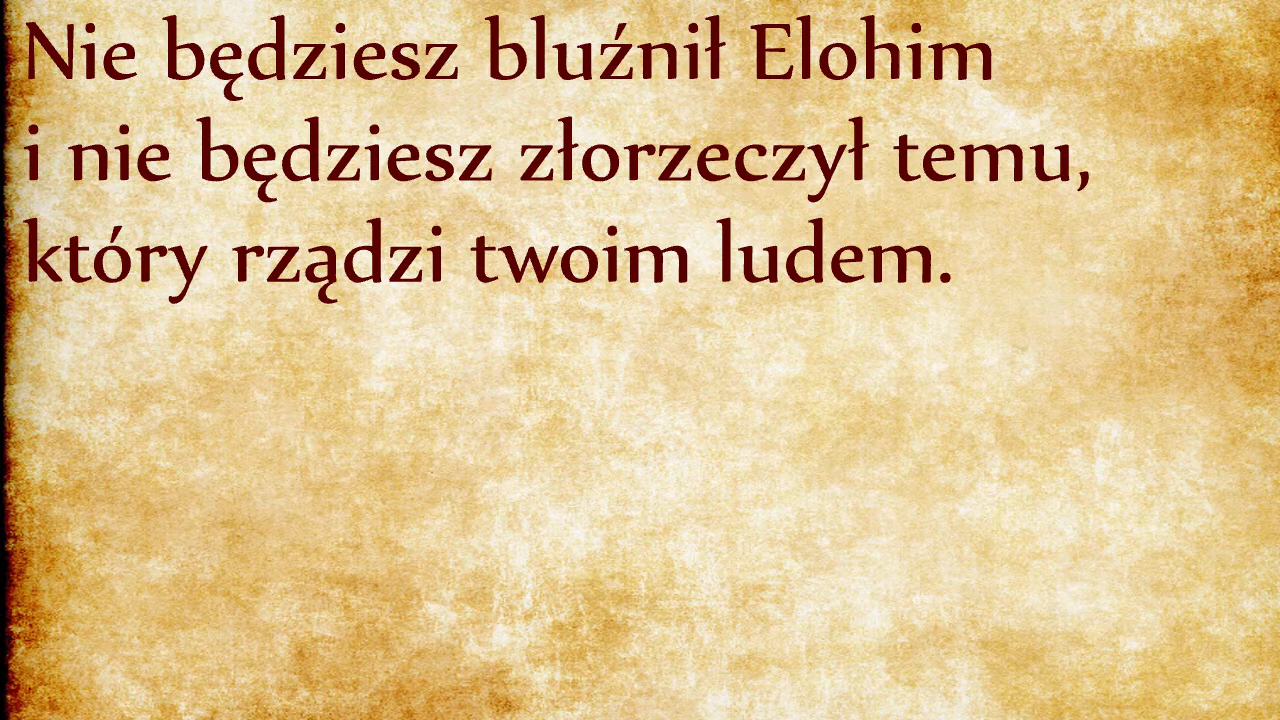 Nie będziesz bluźnił Elohim
i nie będziesz złorzeczył temu,
który rządzi twoim ludem.